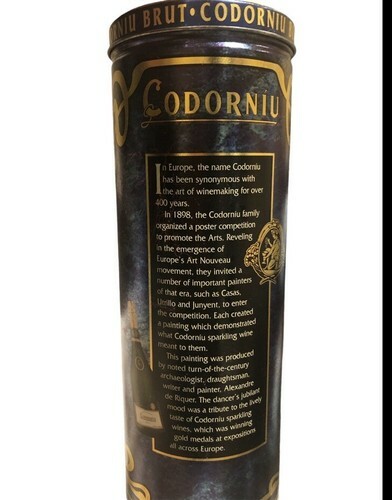 RNIU BRUT•CODORNIU
CODORNIU
In Europe, the name Codorniu
has been synonymous with
the art of winemaking for over
400 years.
In 1898, the Codorniu family
organized a poster competition
to promote the Arts. Reveling
in the emergence of
Europe's Art Nouveau
movement, they invited a
number of important painters
of that era, such as Casas,
Utrillo and Junyent, to enter
the competition. Each created
a painting which demonstrated
what Codorniu sparkling wine
meant to them.
This painting was produced
by noted turn-of-the-century
archaeologist, draughtsman,
writer and painter, Alexandre
de Riquer. The dancer's jubilant
mood was a tribute to the lively
taste of Codorniu sparkling
wines, which was winning
gold medals at expositions
all across Europe.